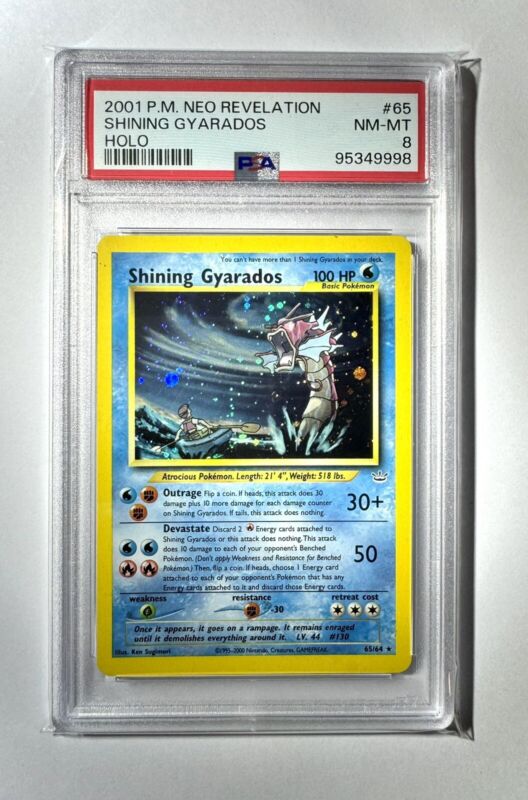 2001 P.M. NEO REVELATION #65
SHINING GYARADOS NM-MT
HOLO 8
PSA 95349998
You can't have more than 1 Shining Gyarados in your deck.
Shining Gyarados 100 HP
Basic Pokémon
Atrocious Pokémon. Length: 21' 4", Weight: 518 lbs.
Outrage Flip a coin. If heads, this attack does 30
damage plus 10 more for each damage counter
on Shining Gyarados. If tails, this attack does nothing.
30+
Devastate Discard 2 Energy cards attached to
Shining Gyarados or this attack does nothing. This attack
does 10 damage to each of your opponent's Benched
Pokémon. (Don't apply Weakness and Resistance for Benched
Pokémon.) Then, flip a coin. If heads, choose 1 Energy card
attached to each of your opponent's Pokémon that has any
Energy cards attached to it and discard those Energy cards.
50
weakness resistance retreat cost
-30
Once it appears, it goes on a rampage. It remains enraged
until it demolishes everything around it. LV. 44 #130
Illus. Ken Sugimori ©1995-2000 Nintendo, Creatures, GAMEFREAK. 65/64 ★